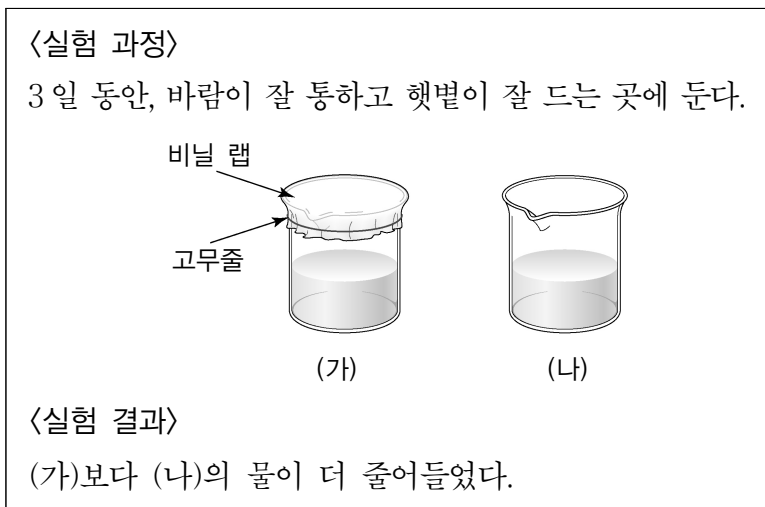 〈실험 과정〉
3일 동안, 바람이 잘 통하고 햇볕이 잘 드는 곳에 둔다.
비닐 랩
고무줄
(가)
(나)
〈실험 결과〉
(가)보다 (나)의 물이 더 줄어들었다.